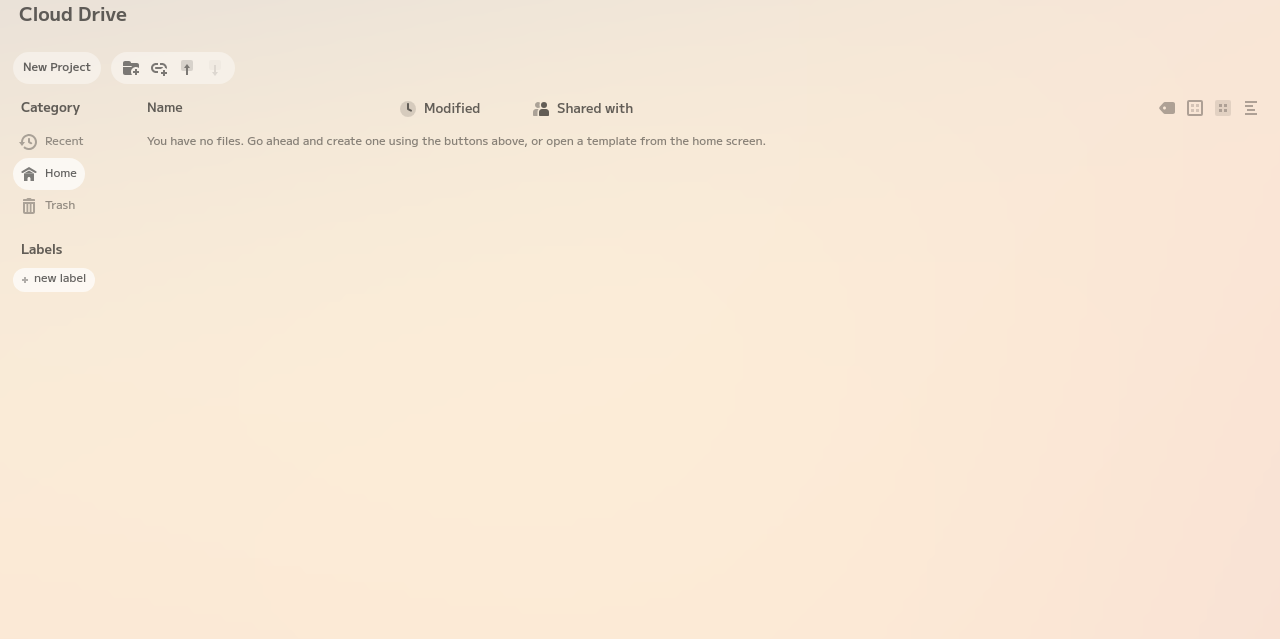 Cloud Drive
New Project
Category
Name
Modified
Shared with
Recent
You have no files. Go ahead and create one using the buttons above, or open a template from the home screen.
Home
Trash
Labels
+ new label